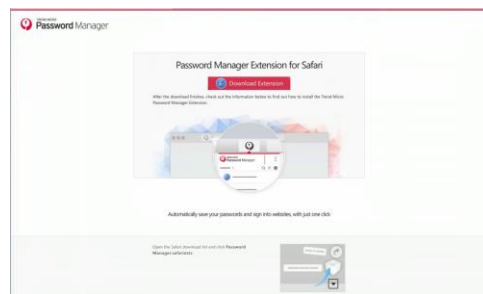 TREND MICRO
Password Manager
Password Manager Extension for Safari
Download Extension
After the download finishes, check out the information below to find out how to install the Trend Micro
Password Manager Extension.
Password Manager
Automatically save your passwords and sign into websites, with just one click
Open the Safari download list and click Password
Manager.safariextz